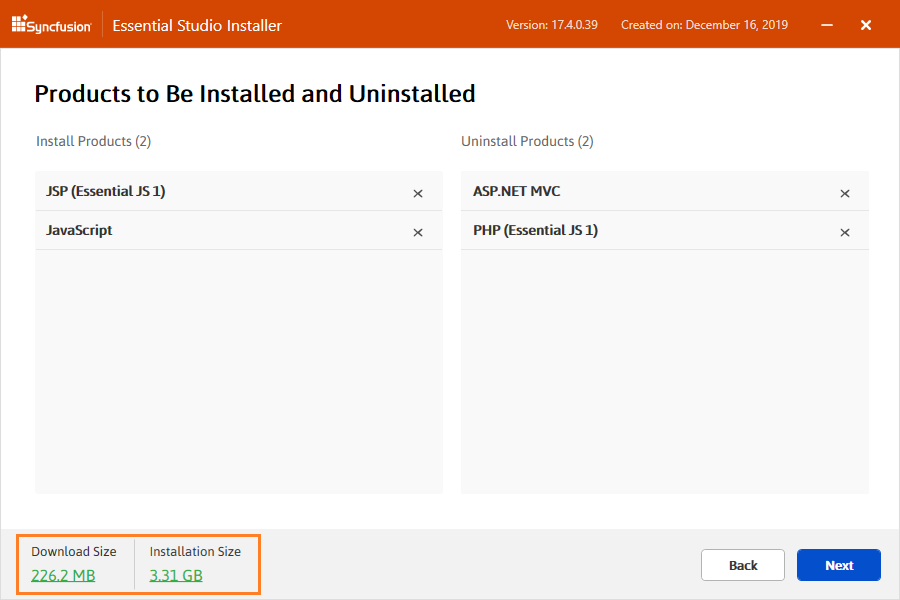 Syncfusion Essential Studio Installer Version: 17.4.0.39 Created on: December 16, 2019
Products to Be Installed and Uninstalled
Install Products (2) Uninstall Products (2)
JSP (Essential JS 1) ASP.NET MVC
JavaScript PHP (Essential JS 1)
Download Size Installation Size
226.2 MB 3.31 GB
Back Next